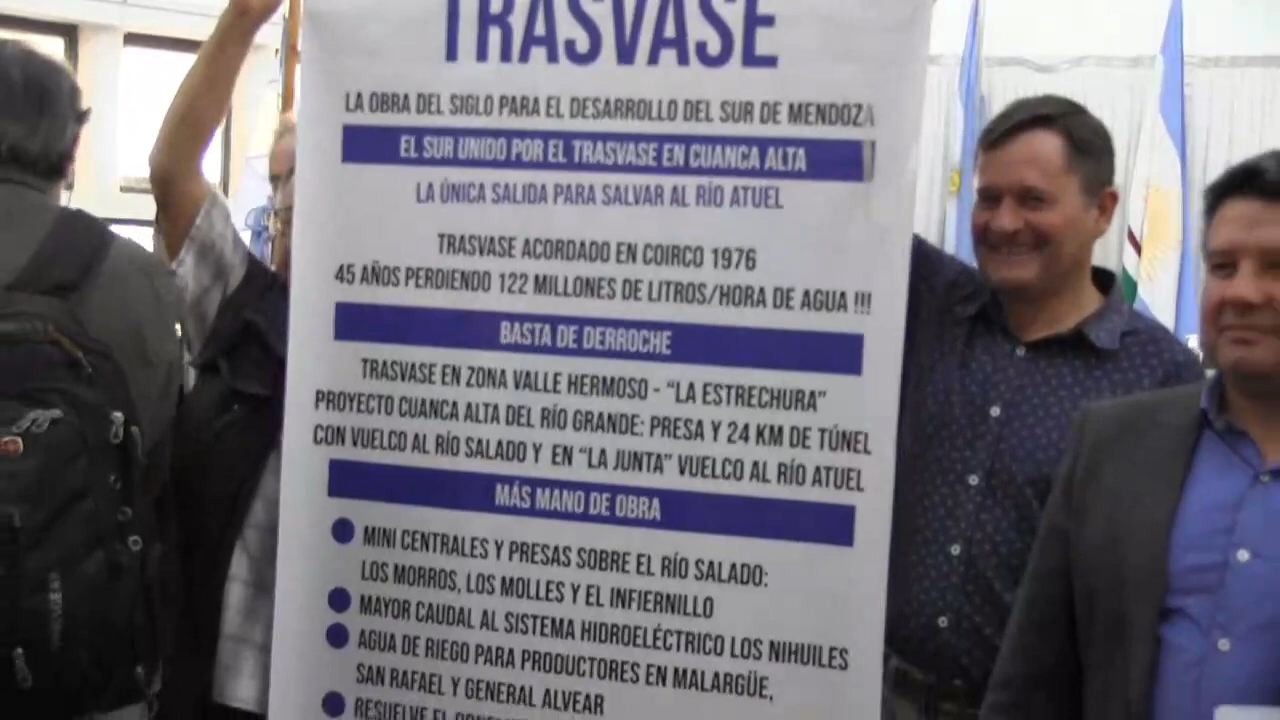 TRASVASE
LA OBRA DEL SIGLO PARA EL DESARROLLO DEL SUR DE MENDOZA
EL SUR UNIDO POR EL TRASVASE EN CUANCA ALTA
LA ÚNICA SALIDA PARA SALVAR AL RÍO ATUEL
TRASVASE ACORDADO EN COIRCO 1976
45 AÑOS PERDIENDO 122 MILLONES DE LITROS/HORA DE AGUA !!!
BASTA DE DERROCHE
TRASVASE EN ZONA VALLE HERMOSO - “LA ESTRECHURA”
PROYECTO CUANCA ALTA DEL RÍO GRANDE: PRESA Y 24 KM DE TÚNEL
CON VUELCO AL RÍO SALADO Y EN “LA JUNTA” VUELCO AL RÍO ATUEL
MÁS MANO DE OBRA
MINI CENTRALES Y PRESAS SOBRE EL RÍO SALADO:
LOS MORROS, LOS MOLLES Y EL INFIERNILLO
MAYOR CAUDAL AL SISTEMA HIDROELÉCTRICO LOS NIHUILES
AGUA DE RIEGO PARA PRODUCTORES EN MALARGÜE,
SAN RAFAEL Y GENERAL ALVEAR
RESUELVE EL